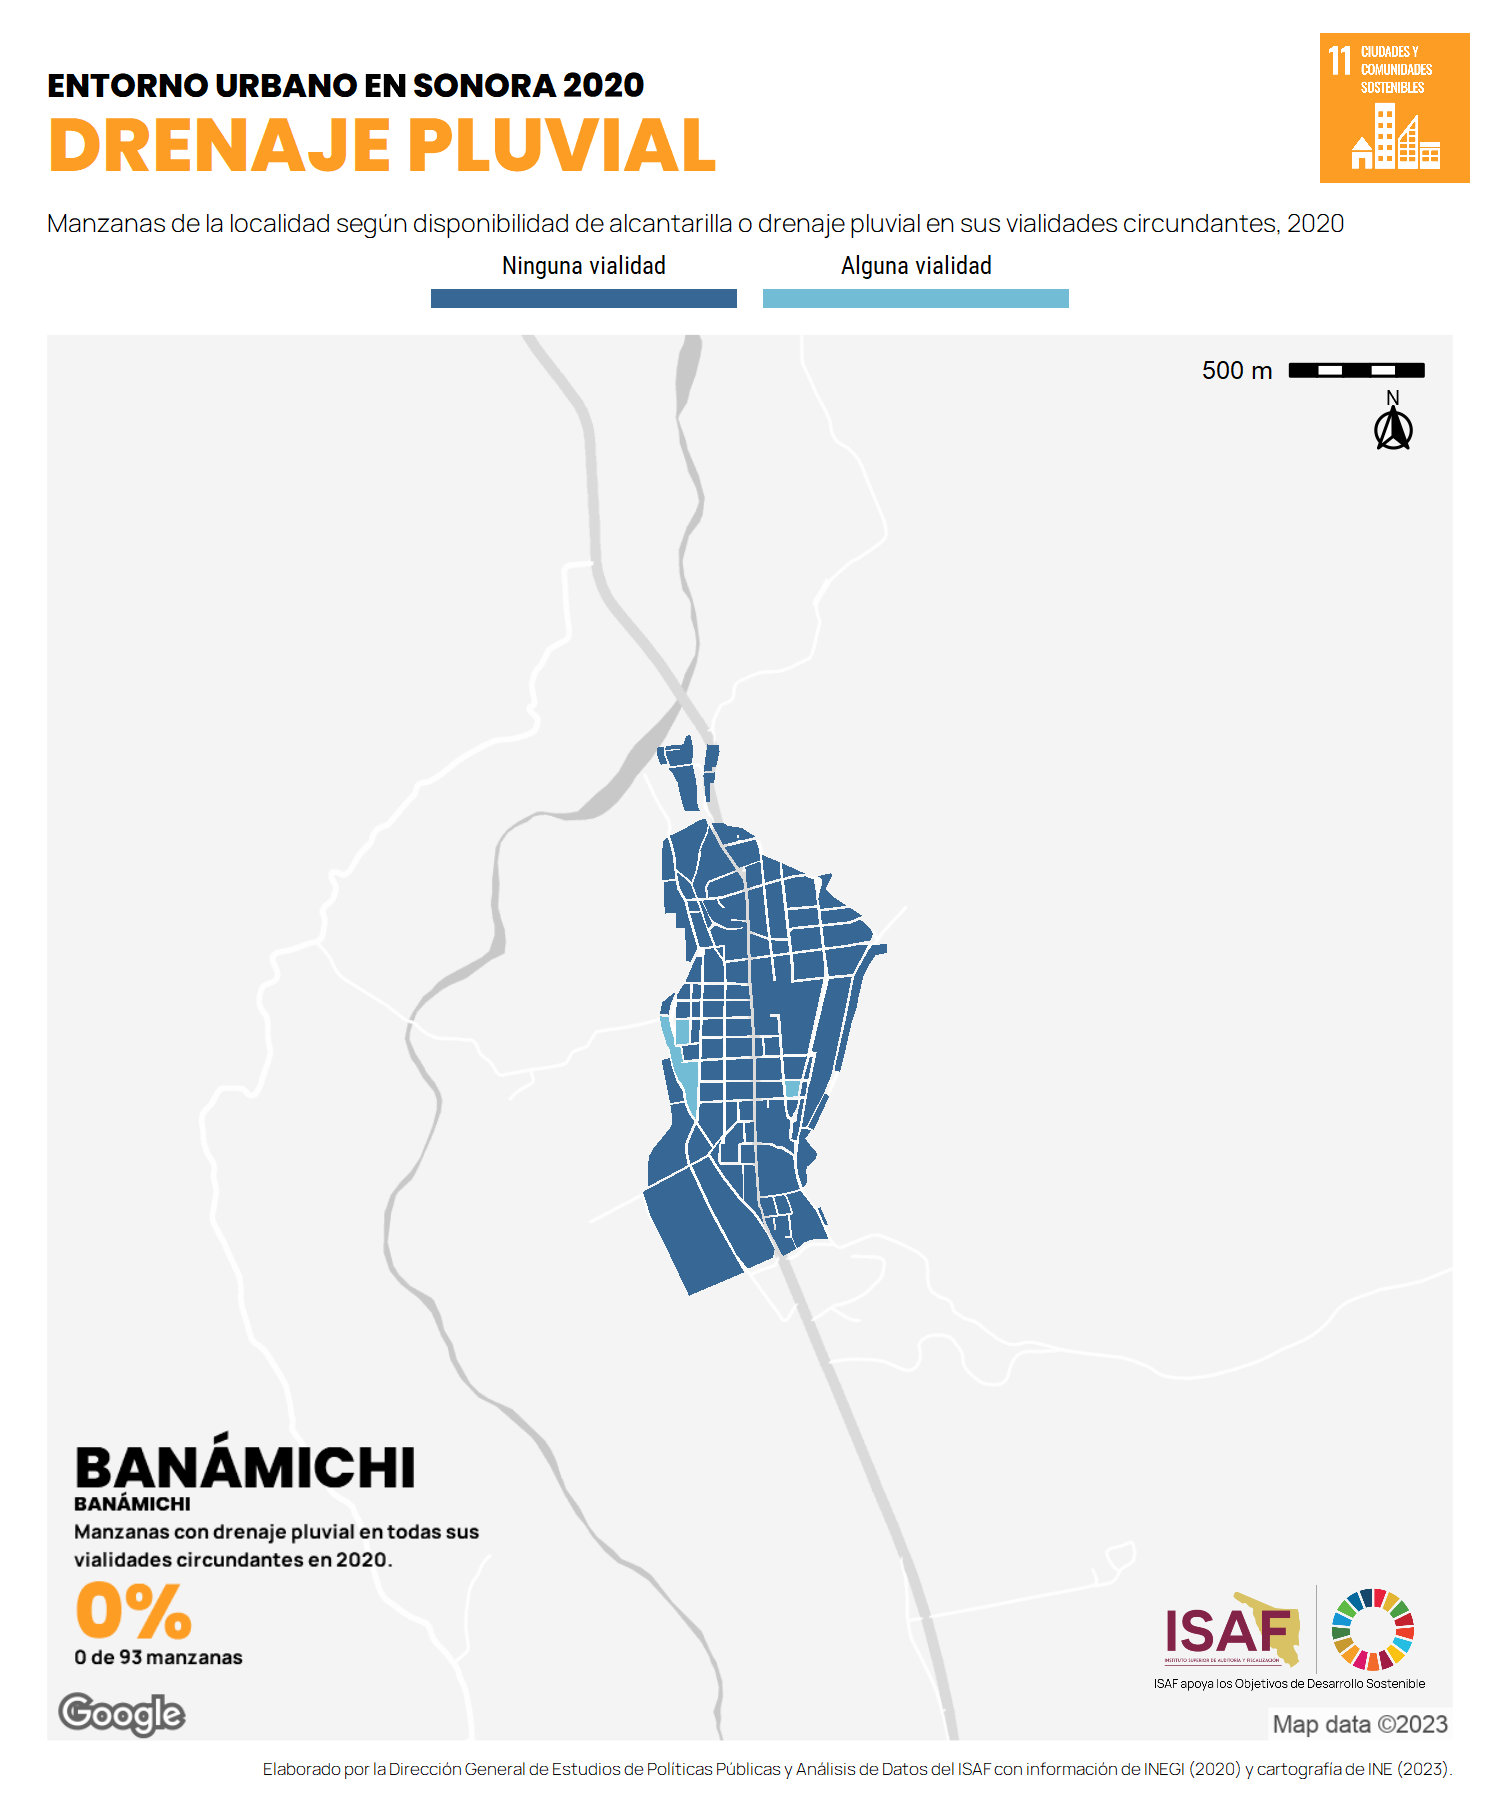 ENTORNO URBANO EN SONORA 2020
DRENAJE PLUVIAL
11 CIUDADES Y
COMUNIDADES
SOSTENIBLES
Manzanas de la localidad según disponibilidad de alcantarilla o drenaje pluvial en sus vialidades circundantes, 2020
Ninguna vialidad
Alguna vialidad
500 m
N
BANÁMICHI
BANÁMICHI
Manzanas con drenaje pluvial en todas sus
vialidades circundantes en 2020.
0%
0 de 93 manzanas
ISAF
INSTITUTO SUPERIOR DE AUDITORÍA Y FISCALIZACIÓN
ISAF apoya los Objetivos de Desarrollo Sostenible
Google
Map data ©2023
Elaborado por la Dirección General de Estudios de Políticas Públicas y Análisis de Datos del ISAF con información de INEGI (2020) y cartografía de INE (2023).